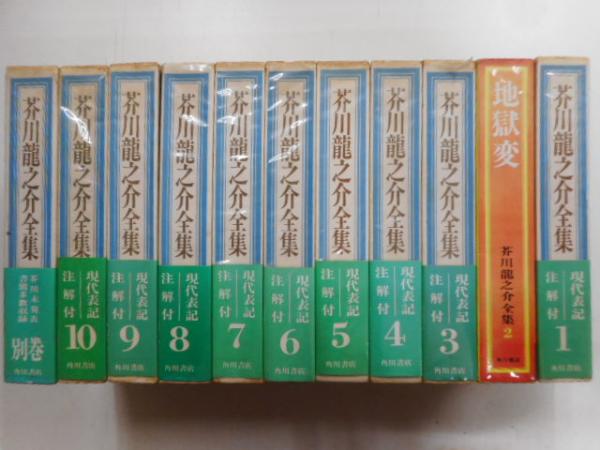 芥川龍之介全集
芥川未発表
書簡多数収録
別巻
角川書店
芥川龍之介全集
現代表記
注解付
10
角川書店
芥川龍之介全集
現代表記
注解付
9
角川書店
芥川龍之介全集
現代表記
注解付
8
角川書店
芥川龍之介全集
現代表記
注解付
7
角川書店
芥川龍之介全集
現代表記
注解付
6
角川書店
芥川龍之介全集
現代表記
注解付
5
角川書店
芥川龍之介全集
現代表記
注解付
4
角川書店
芥川龍之介全集
現代表記
注解付
3
角川書店
地獄変
芥川龍之介全集2
角川書店
芥川龍之介全集
現代表記
注解付
1
角川書店